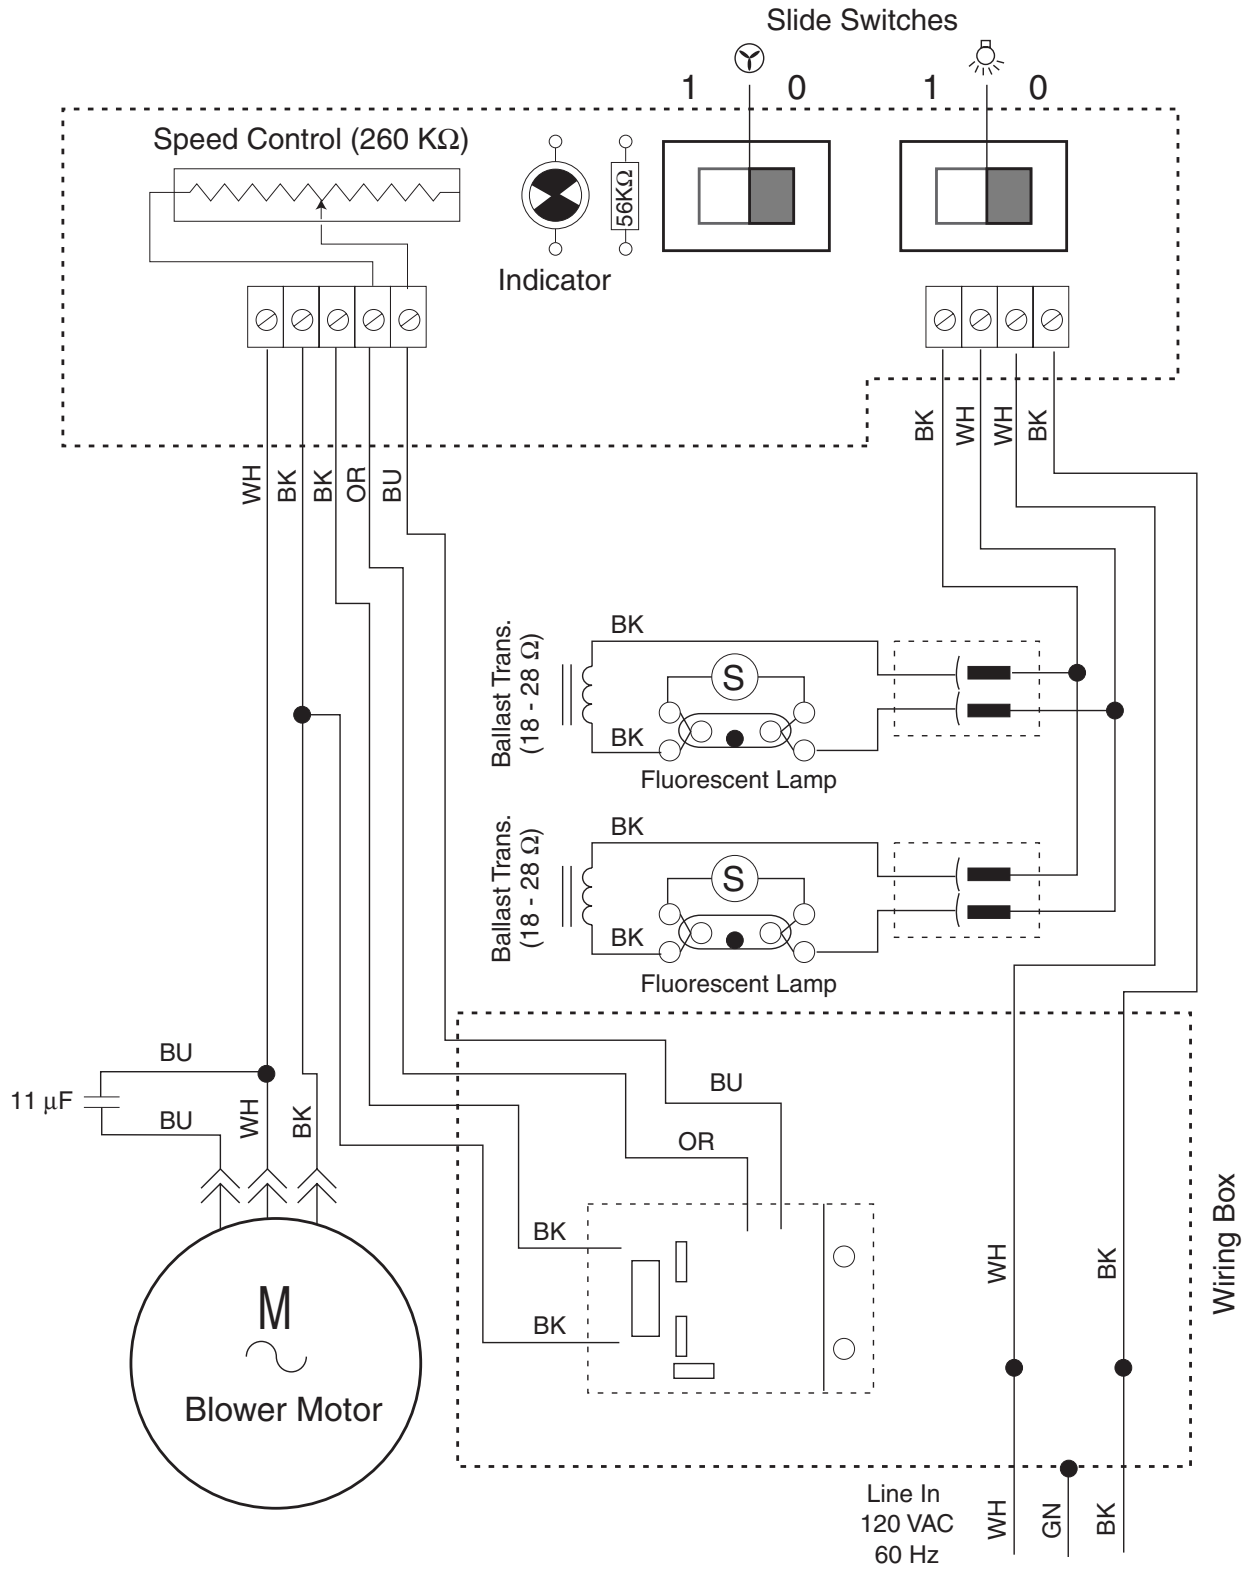 Slide Switches
1 0 1 0
Speed Control (260 KΩ)
56KΩ
Indicator
WH BK BK OR BU
BK WH WH BK
Ballast Trans.
(18 - 28 Ω)
BK
S
BK
Fluorescent Lamp
Ballast Trans.
(18 - 28 Ω)
BK
S
BK
Fluorescent Lamp
BU
11 μF
BU
WH
BK
BU
OR
BK
BK
WH
BK
Wiring Box
M
Blower Motor
Line In
120 VAC
60 Hz
WH
GN
BK